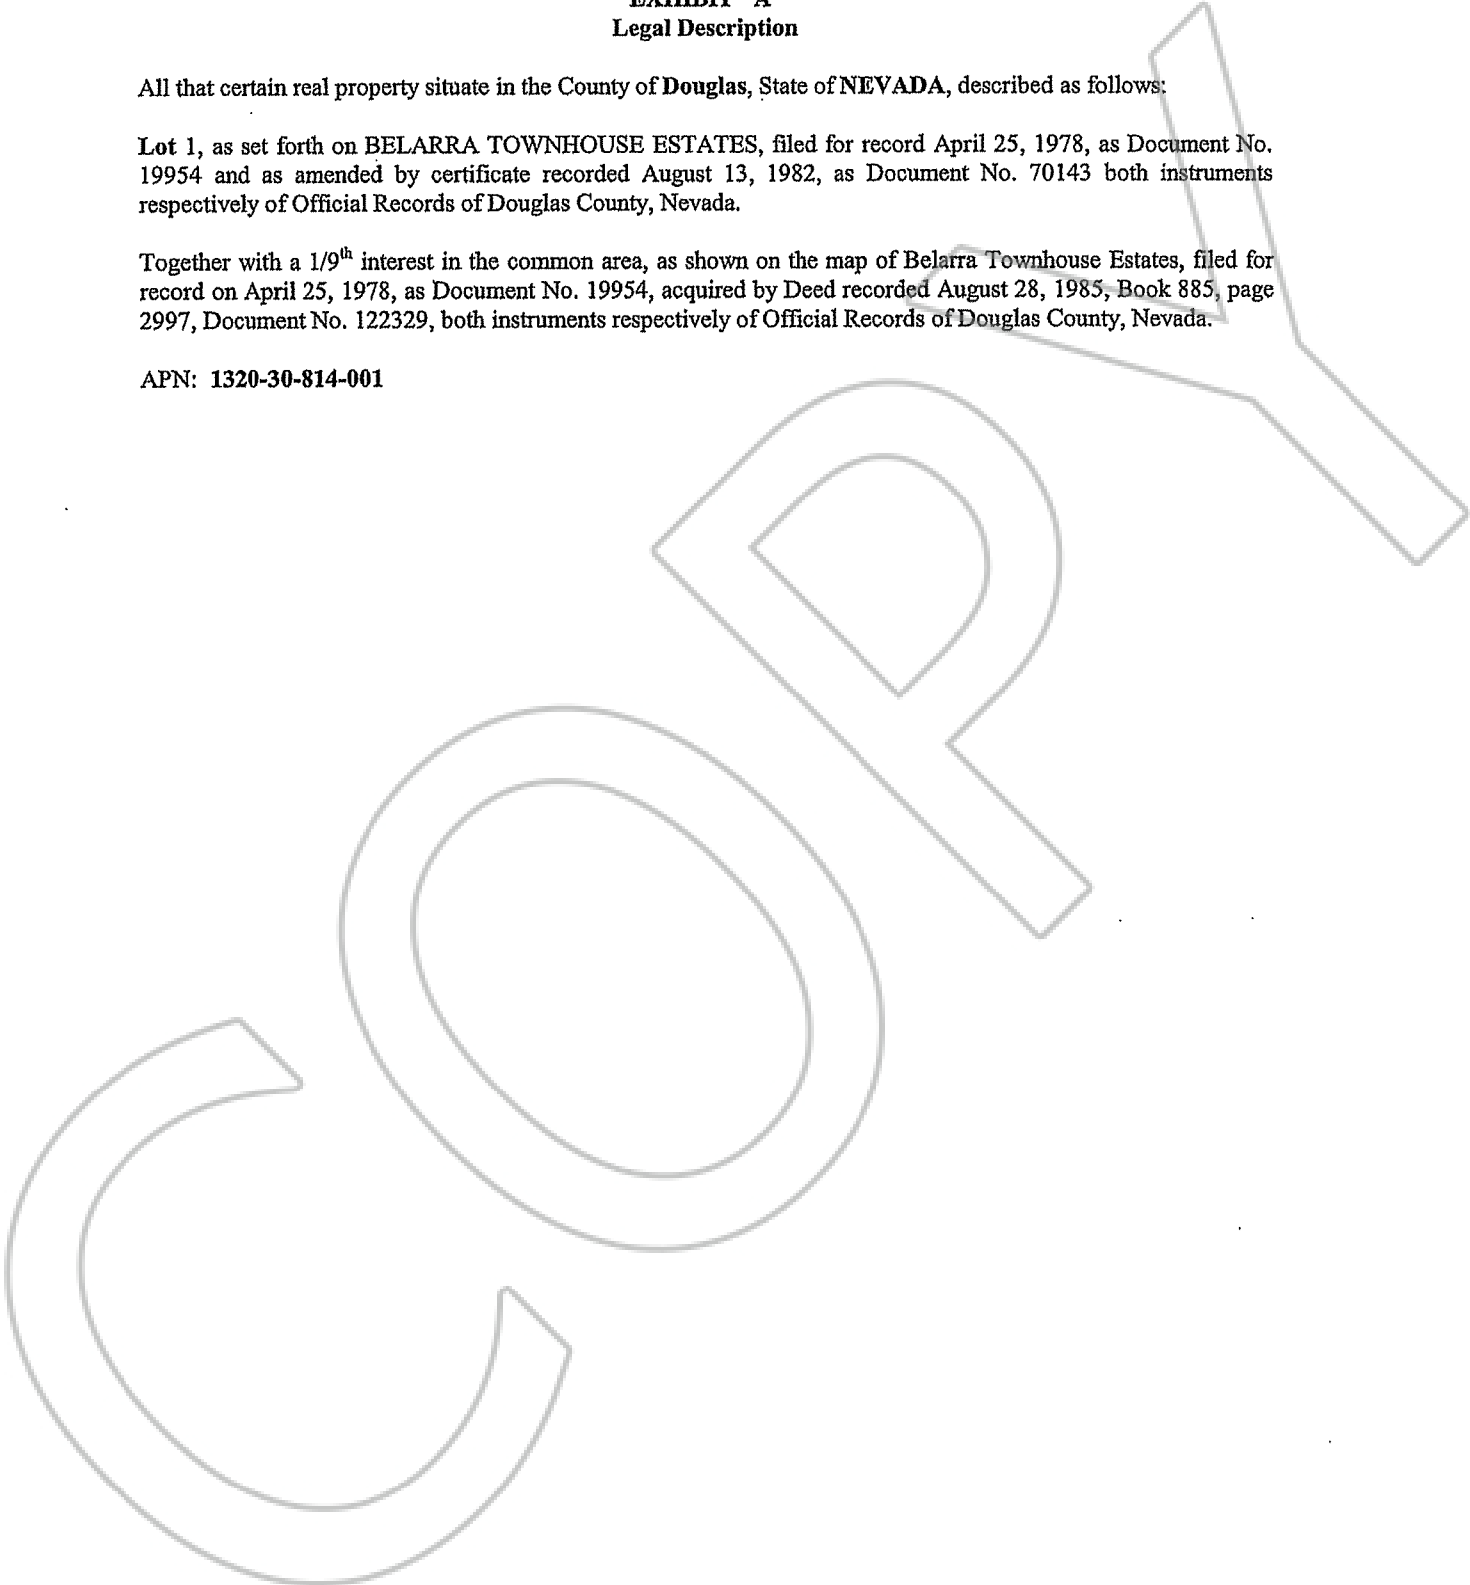 EXHIBIT "A"
Legal Description
All that certain real property situate in the County of Douglas, State of NEVADA, described as follows:
Lot 1, as set forth on BELARRA TOWNHOUSE ESTATES, filed for record April 25, 1978, as Document No.
19954 and as amended by certificate recorded August 13, 1982, as Document No. 70143 both instruments
respectively of Official Records of Douglas County, Nevada.
Together with a 1/9th interest in the common area, as shown on the map of Belarra Townhouse Estates, filed for
record on April 25, 1978, as Document No. 19954, acquired by Deed recorded August 28, 1985, Book 885, page
2997, Document No. 122329, both instruments respectively of Official Records of Douglas County, Nevada.
APN: 1320-30-814-001
COPY